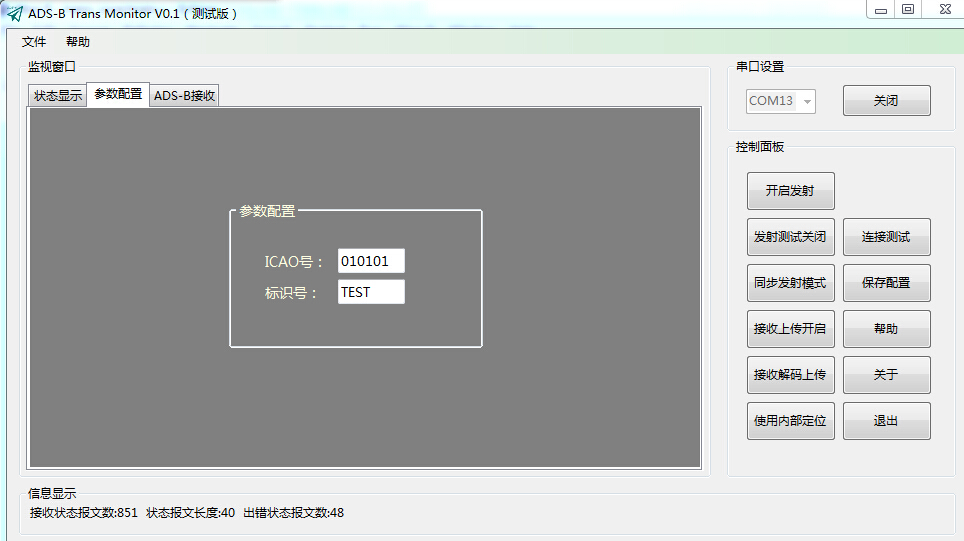 ADS-B Trans Monitor V0.1（测试版）
文件 帮助
监视窗口
状态显示 参数配置 ADS-B接收
参数配置
ICAO号： 010101
标识号： TEST
串口设置
COM13 关闭
控制面板
开启发射
发射测试关闭 连接测试
同步发射模式 保存配置
接收上传开启 帮助
接收解码上传 关于
使用内部定位 退出
信息显示
接收状态报文数:851 状态报文长度:40 出错状态报文数:48